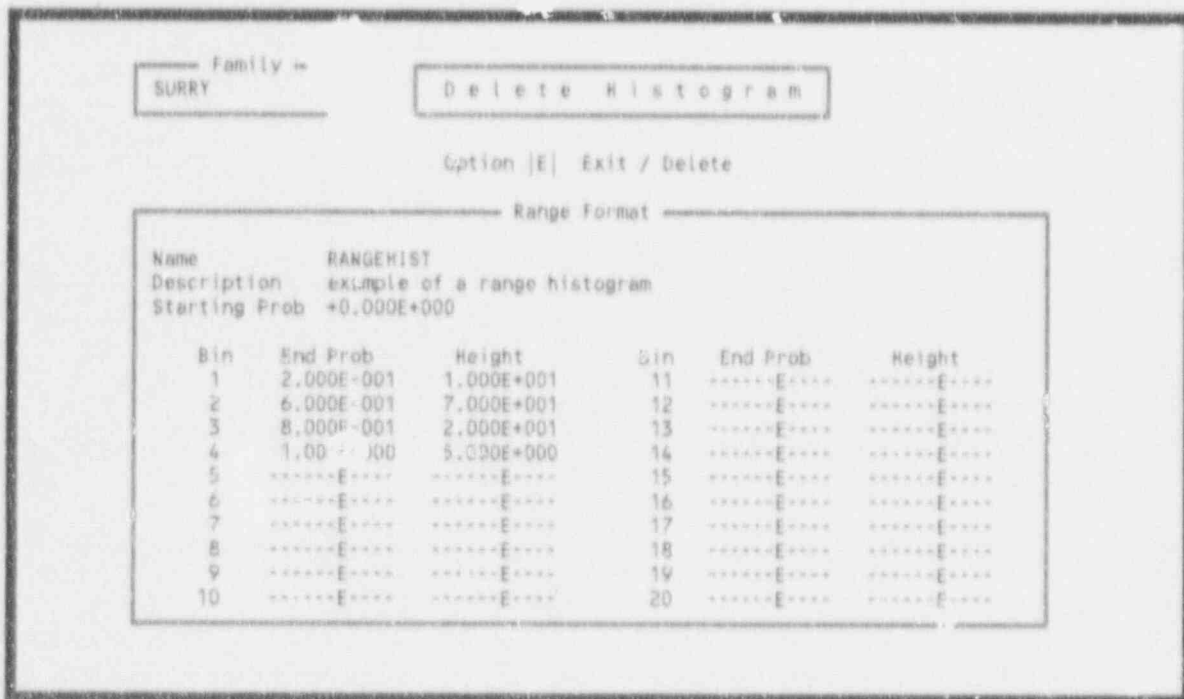 Family
SURRY
Delete Histogram
Option |E| Exit / Delete
Range Format
Name RANGEHIST
Description example of a range histogram
Starting Prob +0.000E+000
Bin End Prob Height Bin End Prob Height
1 2.000E-001 1.000E+001 11 ------E---- ------E----
2 6.000E-001 7.000E+001 12 ------E---- ------E----
3 8.000E-001 2.000E+001 13 ------E---- ------E----
4 1.00 000 5.000E+000 14 ------E---- ------E----
5 ------E---- ------E---- 15 ------E---- ------E----
6 ------E---- ------E---- 16 ------E---- ------E----
7 ------E---- ------E---- 17 ------E---- ------E----
8 ------E---- ------E---- 18 ------E---- ------E----
9 ------E---- ------E---- 19 ------E---- ------E----
10 ------E---- ------E---- 20 ------E---- ------E----